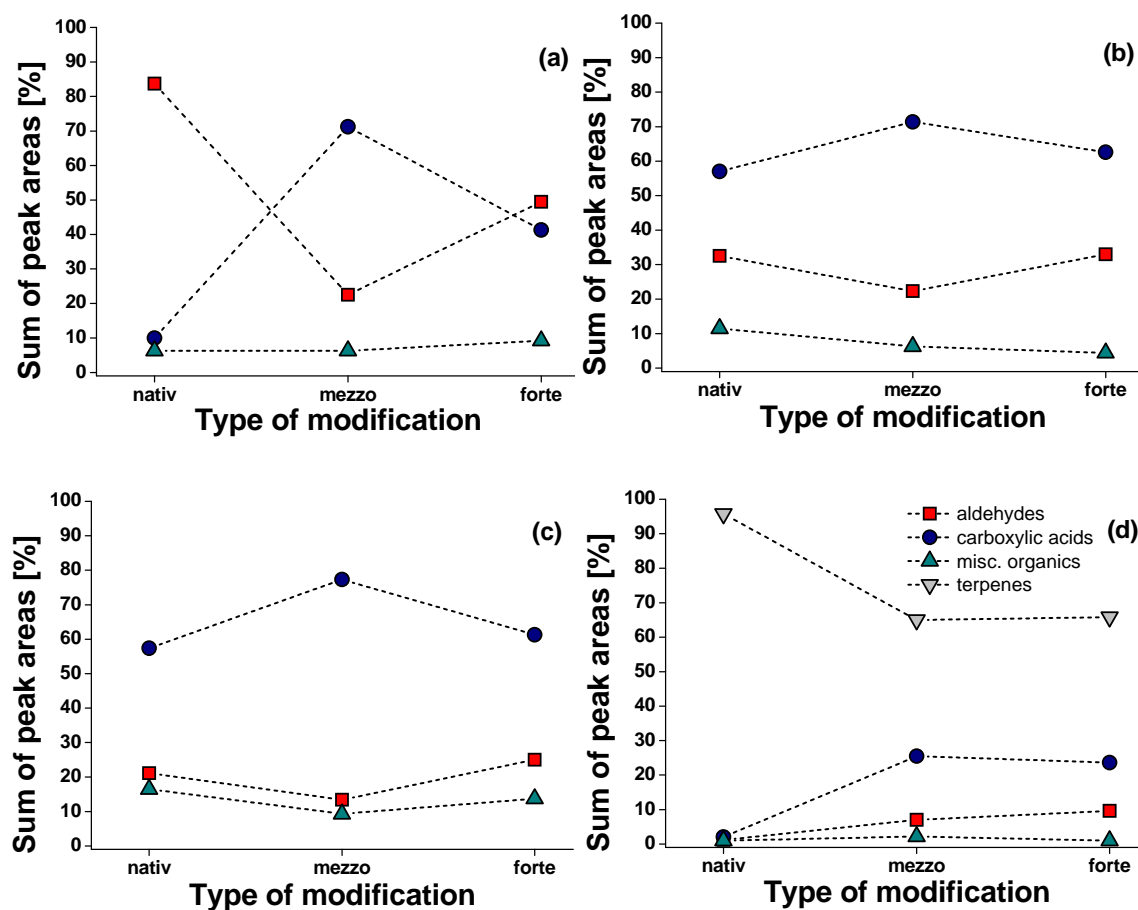 100
90
80
70
60
50
40
30
20
10
0
Sum of peak areas [%]
(a)
nativ mezzo forte
Type of modification
100
90
80
70
60
50
40
30
20
10
0
Sum of peak areas [%]
(b)
nativ mezzo forte
Type of modification
100
90
80
70
60
50
40
30
20
10
0
Sum of peak areas [%]
(c)
nativ mezzo forte
Type of modification
100
90
80
70
60
50
40
30
20
10
0
Sum of peak areas [%]
aldehydes
carboxylic acids
misc. organics
terpenes
(d)
nativ mezzo forte
Type of modification